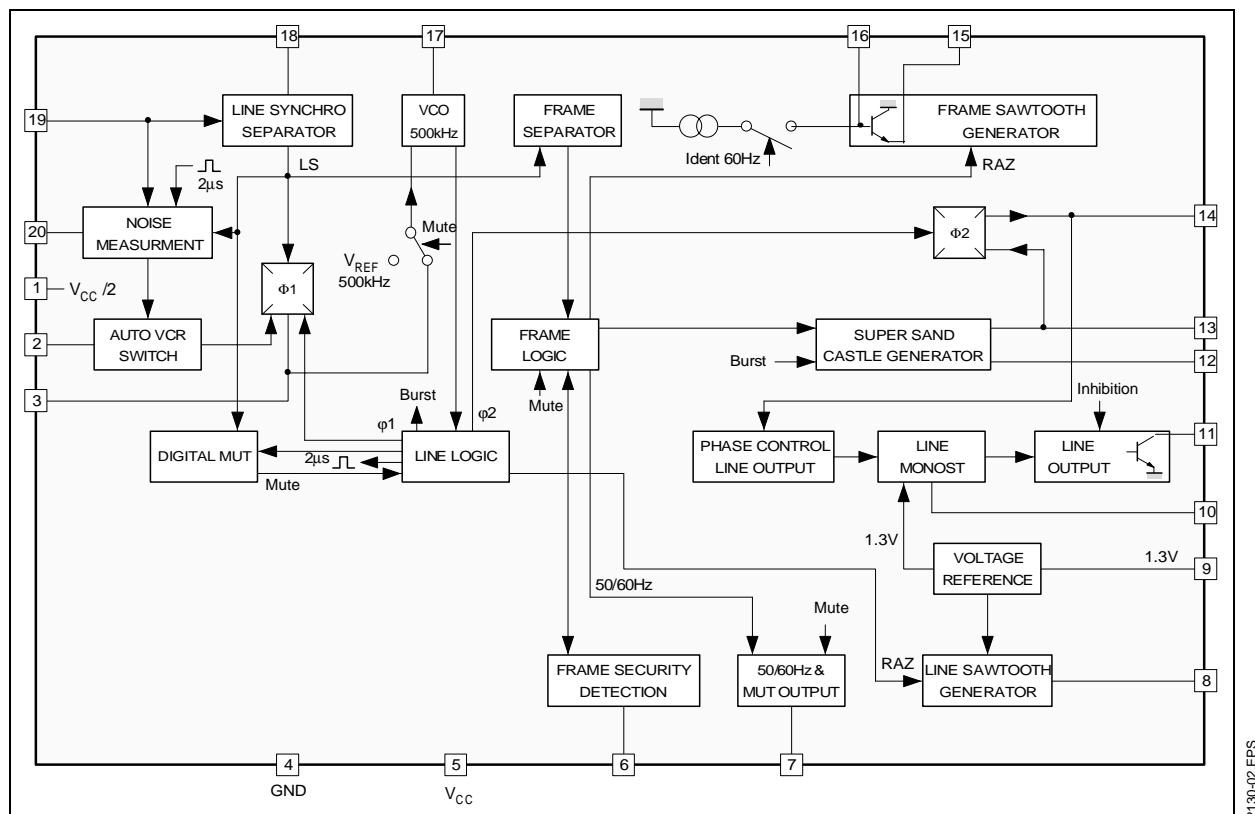 18
17
16
15
19
LINE SYNCHRO
SEPARATOR
VCO
500kHz
FRAME
SEPARATOR
FRAME SAWTOOTH
GENERATOR
Ident 60Hz
RAZ
LS
2μs
20
NOISE
MEASURMENT
Mute
VREF
500kHz
Φ1
Φ2
14
1
VCC /2
2
AUTO VCR
SWITCH
FRAME
LOGIC
SUPER SAND
CASTLE GENERATOR
13
12
Burst
3
Mute
Burst
φ1
φ2
Inhibition
DIGITAL MUT
2μs
Mute
LINE LOGIC
PHASE CONTROL
LINE OUTPUT
LINE
MONOST
LINE
OUTPUT
11
10
1.3V
VOLTAGE
REFERENCE
1.3V
9
50/60Hz
Mute
FRAME SECURITY
DETECTION
50/60Hz &
MUT OUTPUT
RAZ
LINE SAWTOOTH
GENERATOR
8
4
5
6
7
GND
VCC
2130-02.EPS